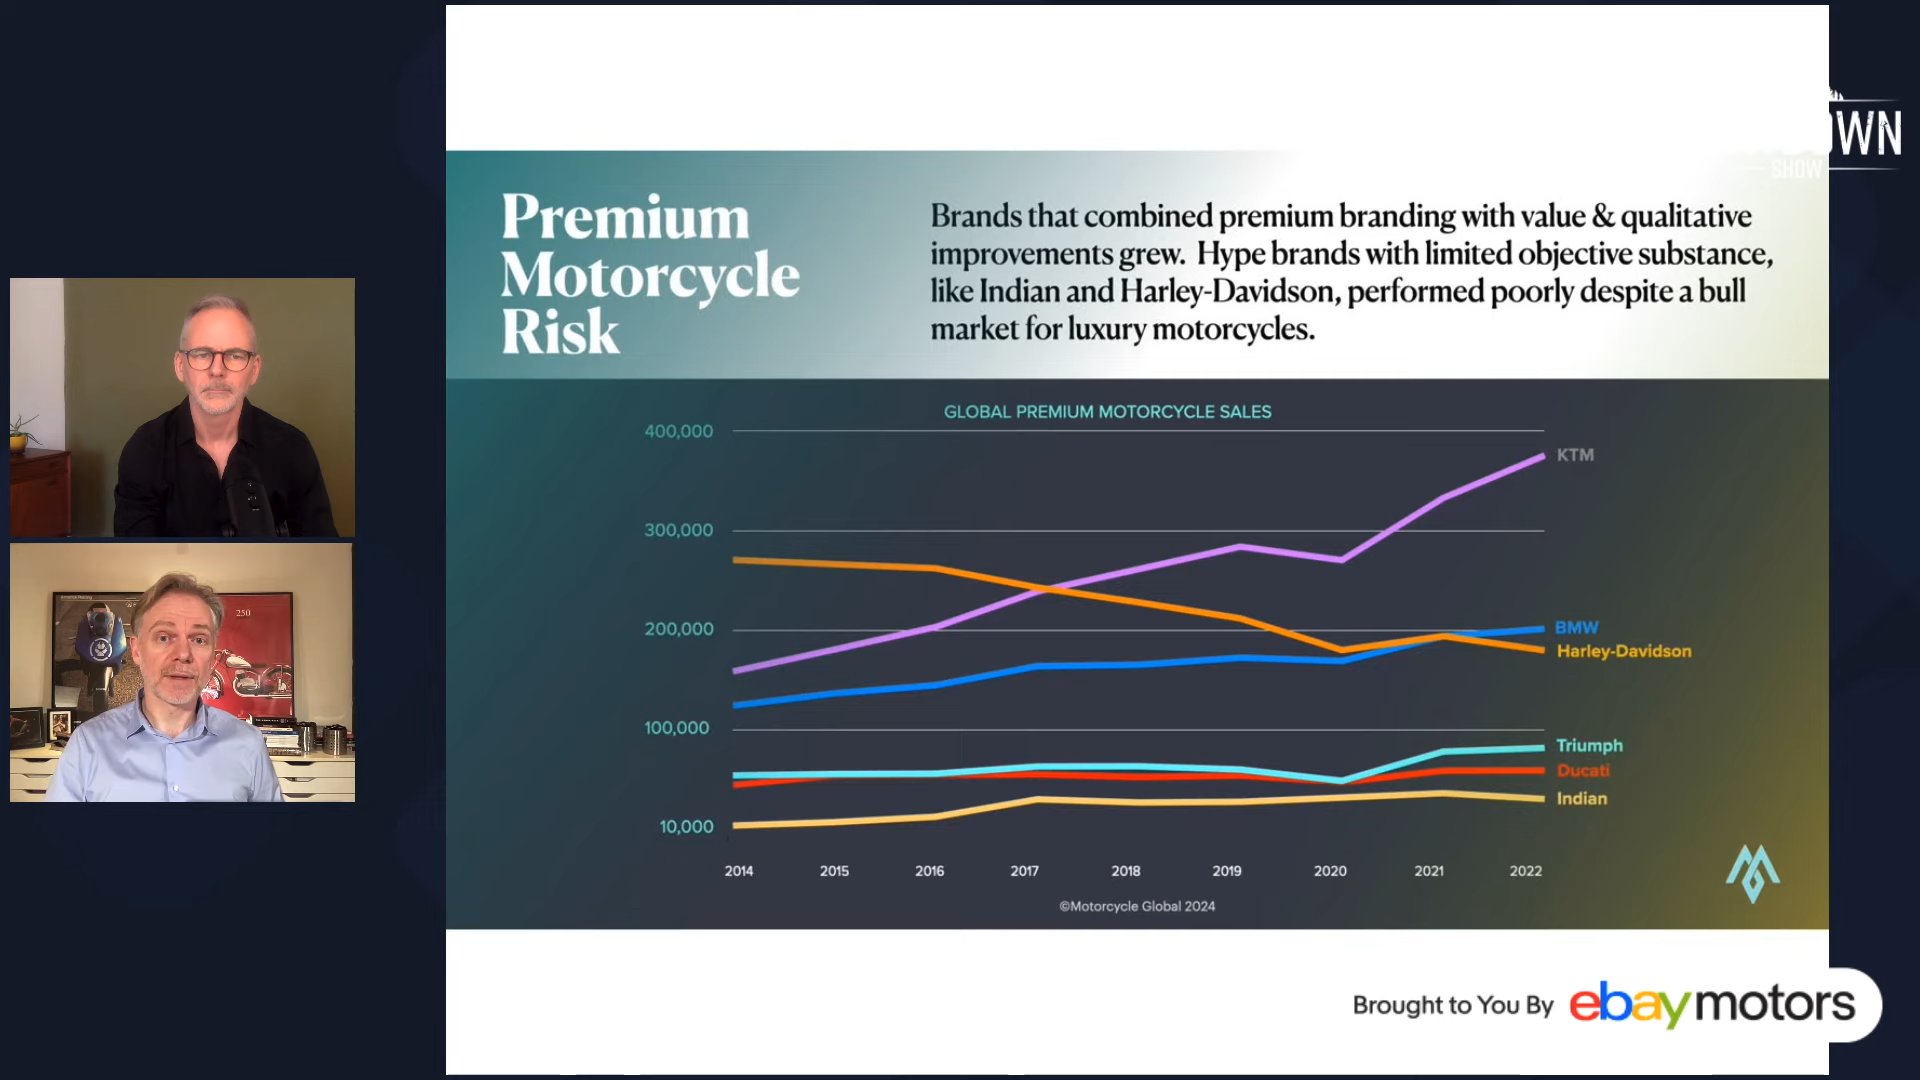 OWN
SHOW
Premium
Motorcycle
Risk
Brands that combined premium branding with value & qualitative
improvements grew. Hype brands with limited objective substance,
like Indian and Harley-Davidson, performed poorly despite a bull
market for luxury motorcycles.
GLOBAL PREMIUM MOTORCYCLE SALES
400,000
300,000
200,000
100,000
10,000
KTM
BMW
Harley-Davidson
Triumph
Ducati
Indian
2014 2015 2016 2017 2018 2019 2020 2021 2022
©Motorcycle Global 2024
250
Brought to You By ebay motors